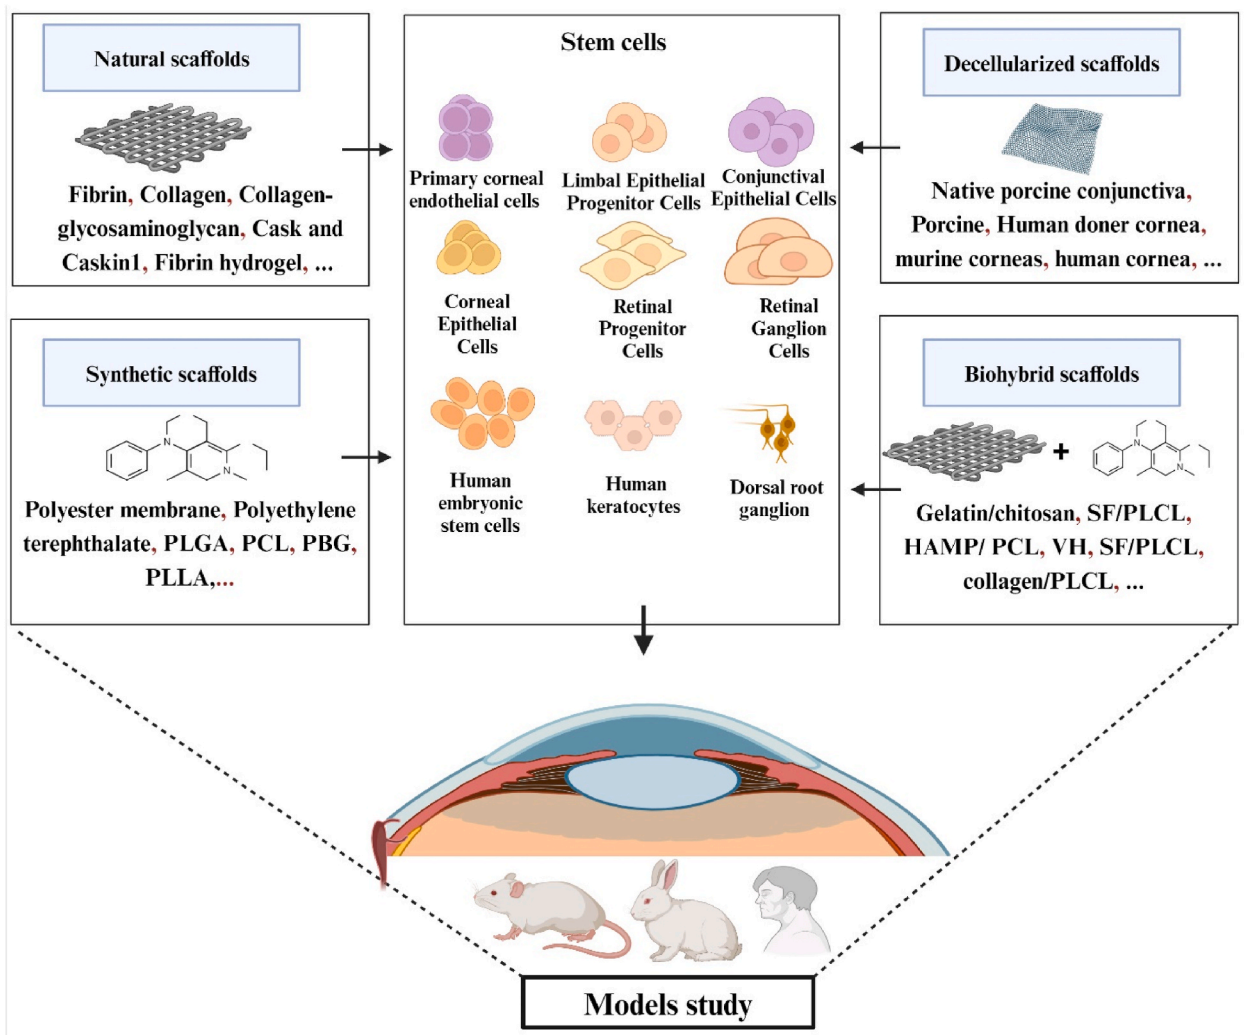 Natural scaffolds
Fibrin, Collagen, Collagen-
glycosaminoglycan, Cask and
Caskin1, Fibrin hydrogel, ...
Synthetic scaffolds
N
N
Polyester membrane, Polyethylene
terephthalate, PLGA, PCL, PBG,
PLLA,...
Stem cells
Primary corneal
endothelial cells
Limbal Epithelial
Progenitor Cells
Conjunctival
Epithelial Cells
Corneal
Epithelial
Cells
Retinal
Progenitor
Cells
Retinal
Ganglion
Cells
Human
embryonic
stem cells
Human
keratocytes
Dorsal root
ganglion
Decellularized scaffolds
Native porcine conjunctiva,
Porcine, Human doner cornea,
murine corneas, human cornea, ...
Biohybrid scaffolds
+
N
N
Gelatin/chitosan, SF/PLCL,
HAMP/ PCL, VH, SF/PLCL,
collagen/PLCL, ...
Models study